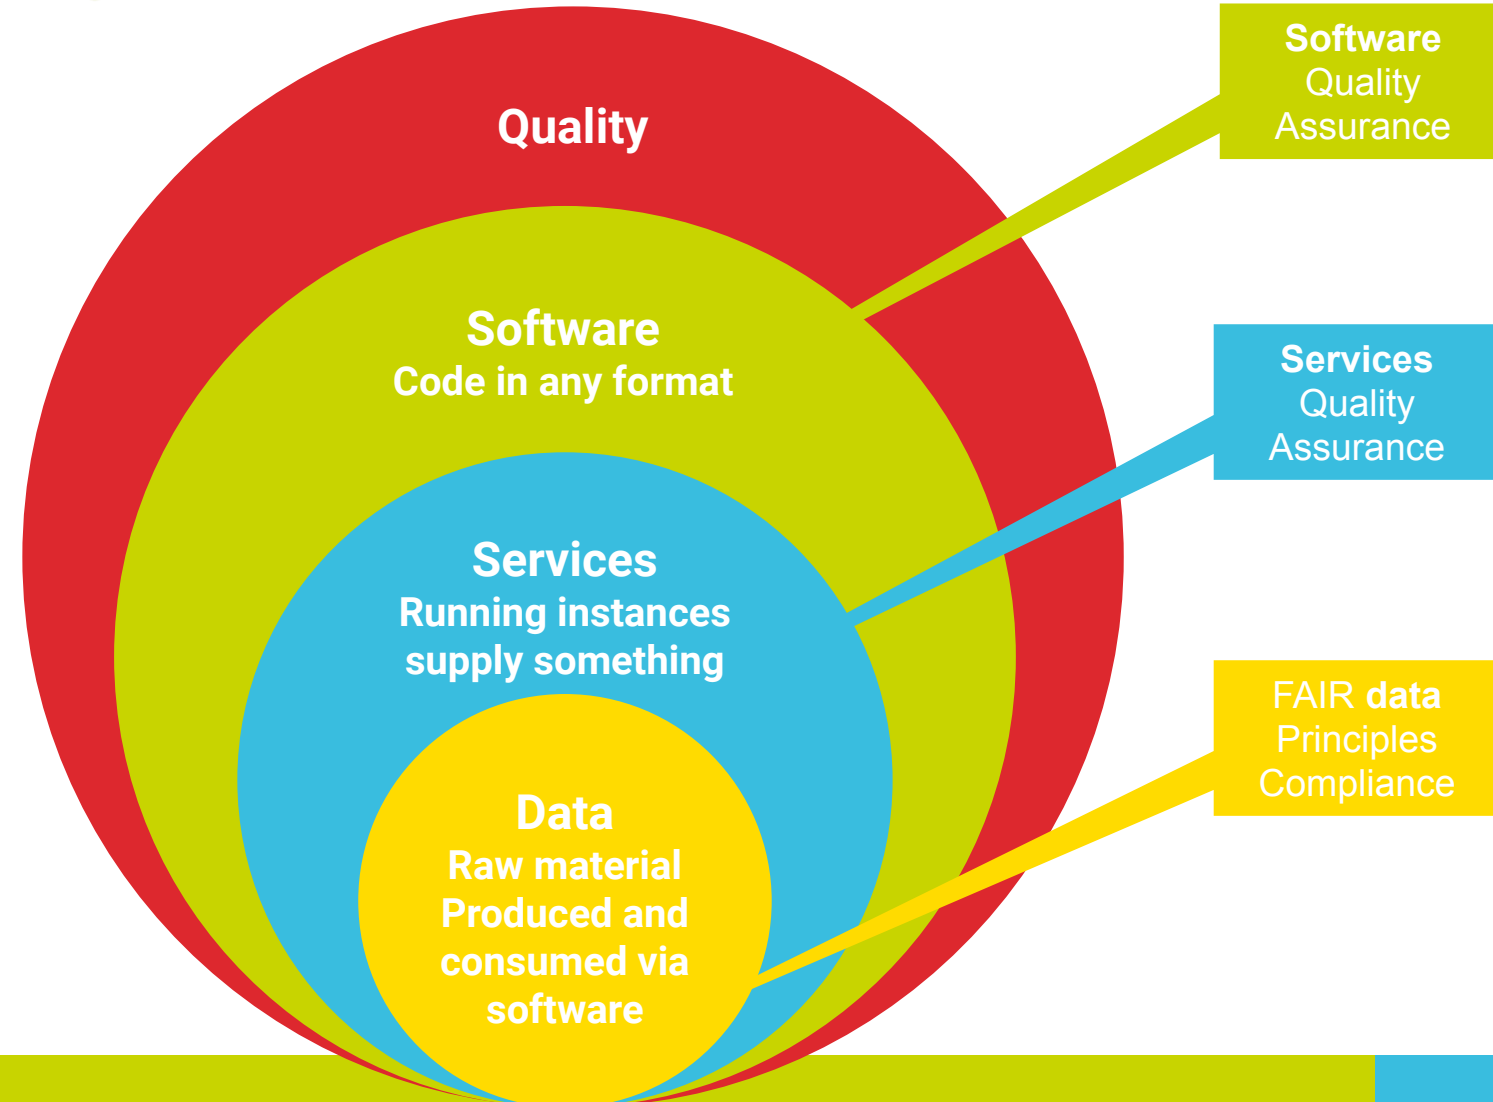 Quality
Software
Code in any format
Services
Running instances
supply something
Data
Raw material
Produced and
consumed via
software
Software
Quality
Assurance
Services
Quality
Assurance
FAIR data
Principles
Compliance